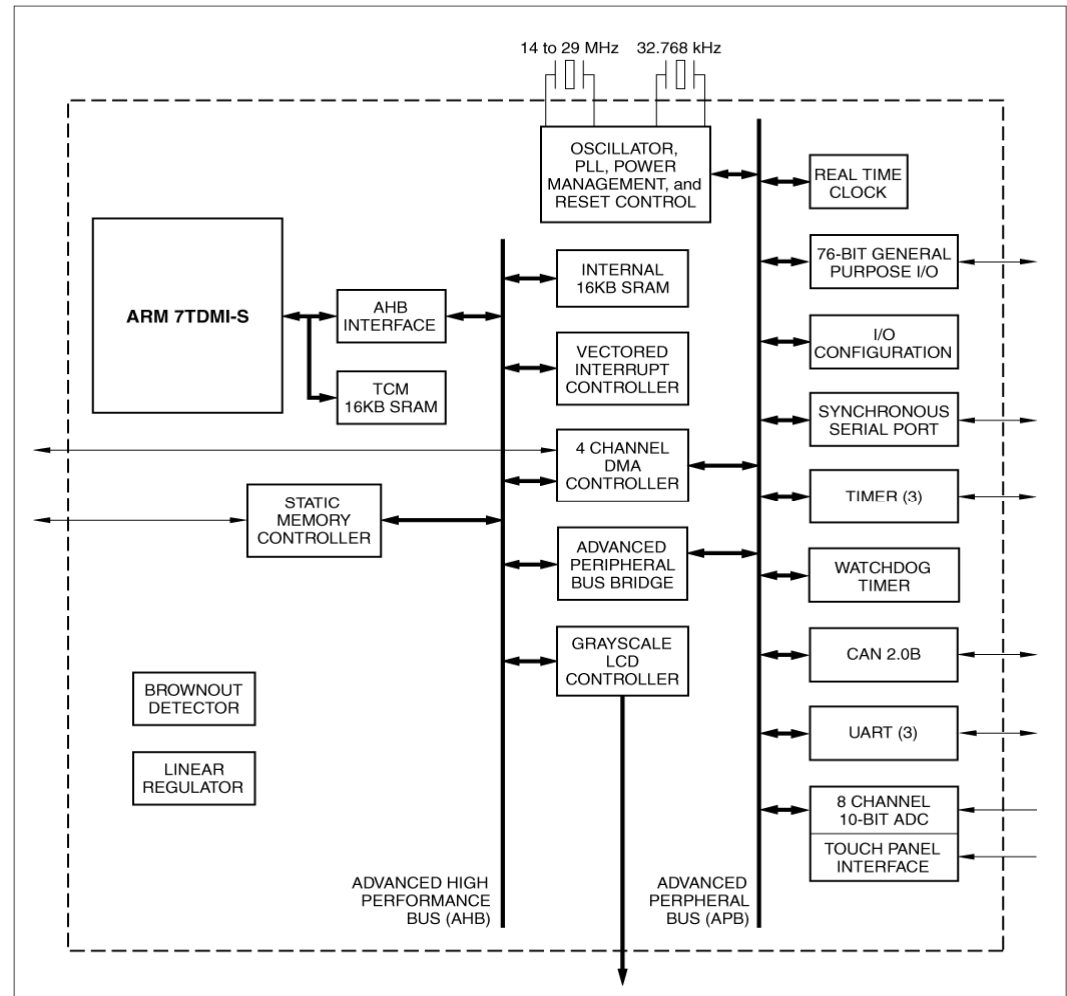 14 to 29 MHz
32.768 kHz
OSCILLATOR,
PLL, POWER
MANAGEMENT, and
RESET CONTROL
REAL TIME
CLOCK
76-BIT GENERAL
PURPOSE I/O
INTERNAL
16KB SRAM
ARM 7TDMI-S
AHB
INTERFACE
I/O
CONFIGURATION
VECTORED
INTERRUPT
CONTROLLER
TCM
16KB SRAM
SYNCHRONOUS
SERIAL PORT
4 CHANNEL
DMA
CONTROLLER
STATIC
MEMORY
CONTROLLER
TIMER (3)
ADVANCED
PERIPHERAL
BUS BRIDGE
WATCHDOG
TIMER
GRAYSCALE
LCD
CONTROLLER
CAN 2.0B
BROWNOUT
DETECTOR
UART (3)
LINEAR
REGULATOR
8 CHANNEL
10-BIT ADC
TOUCH PANEL
INTERFACE
ADVANCED HIGH
PERFORMANCE
BUS (AHB)
ADVANCED
PERPHERAL
BUS (APB)